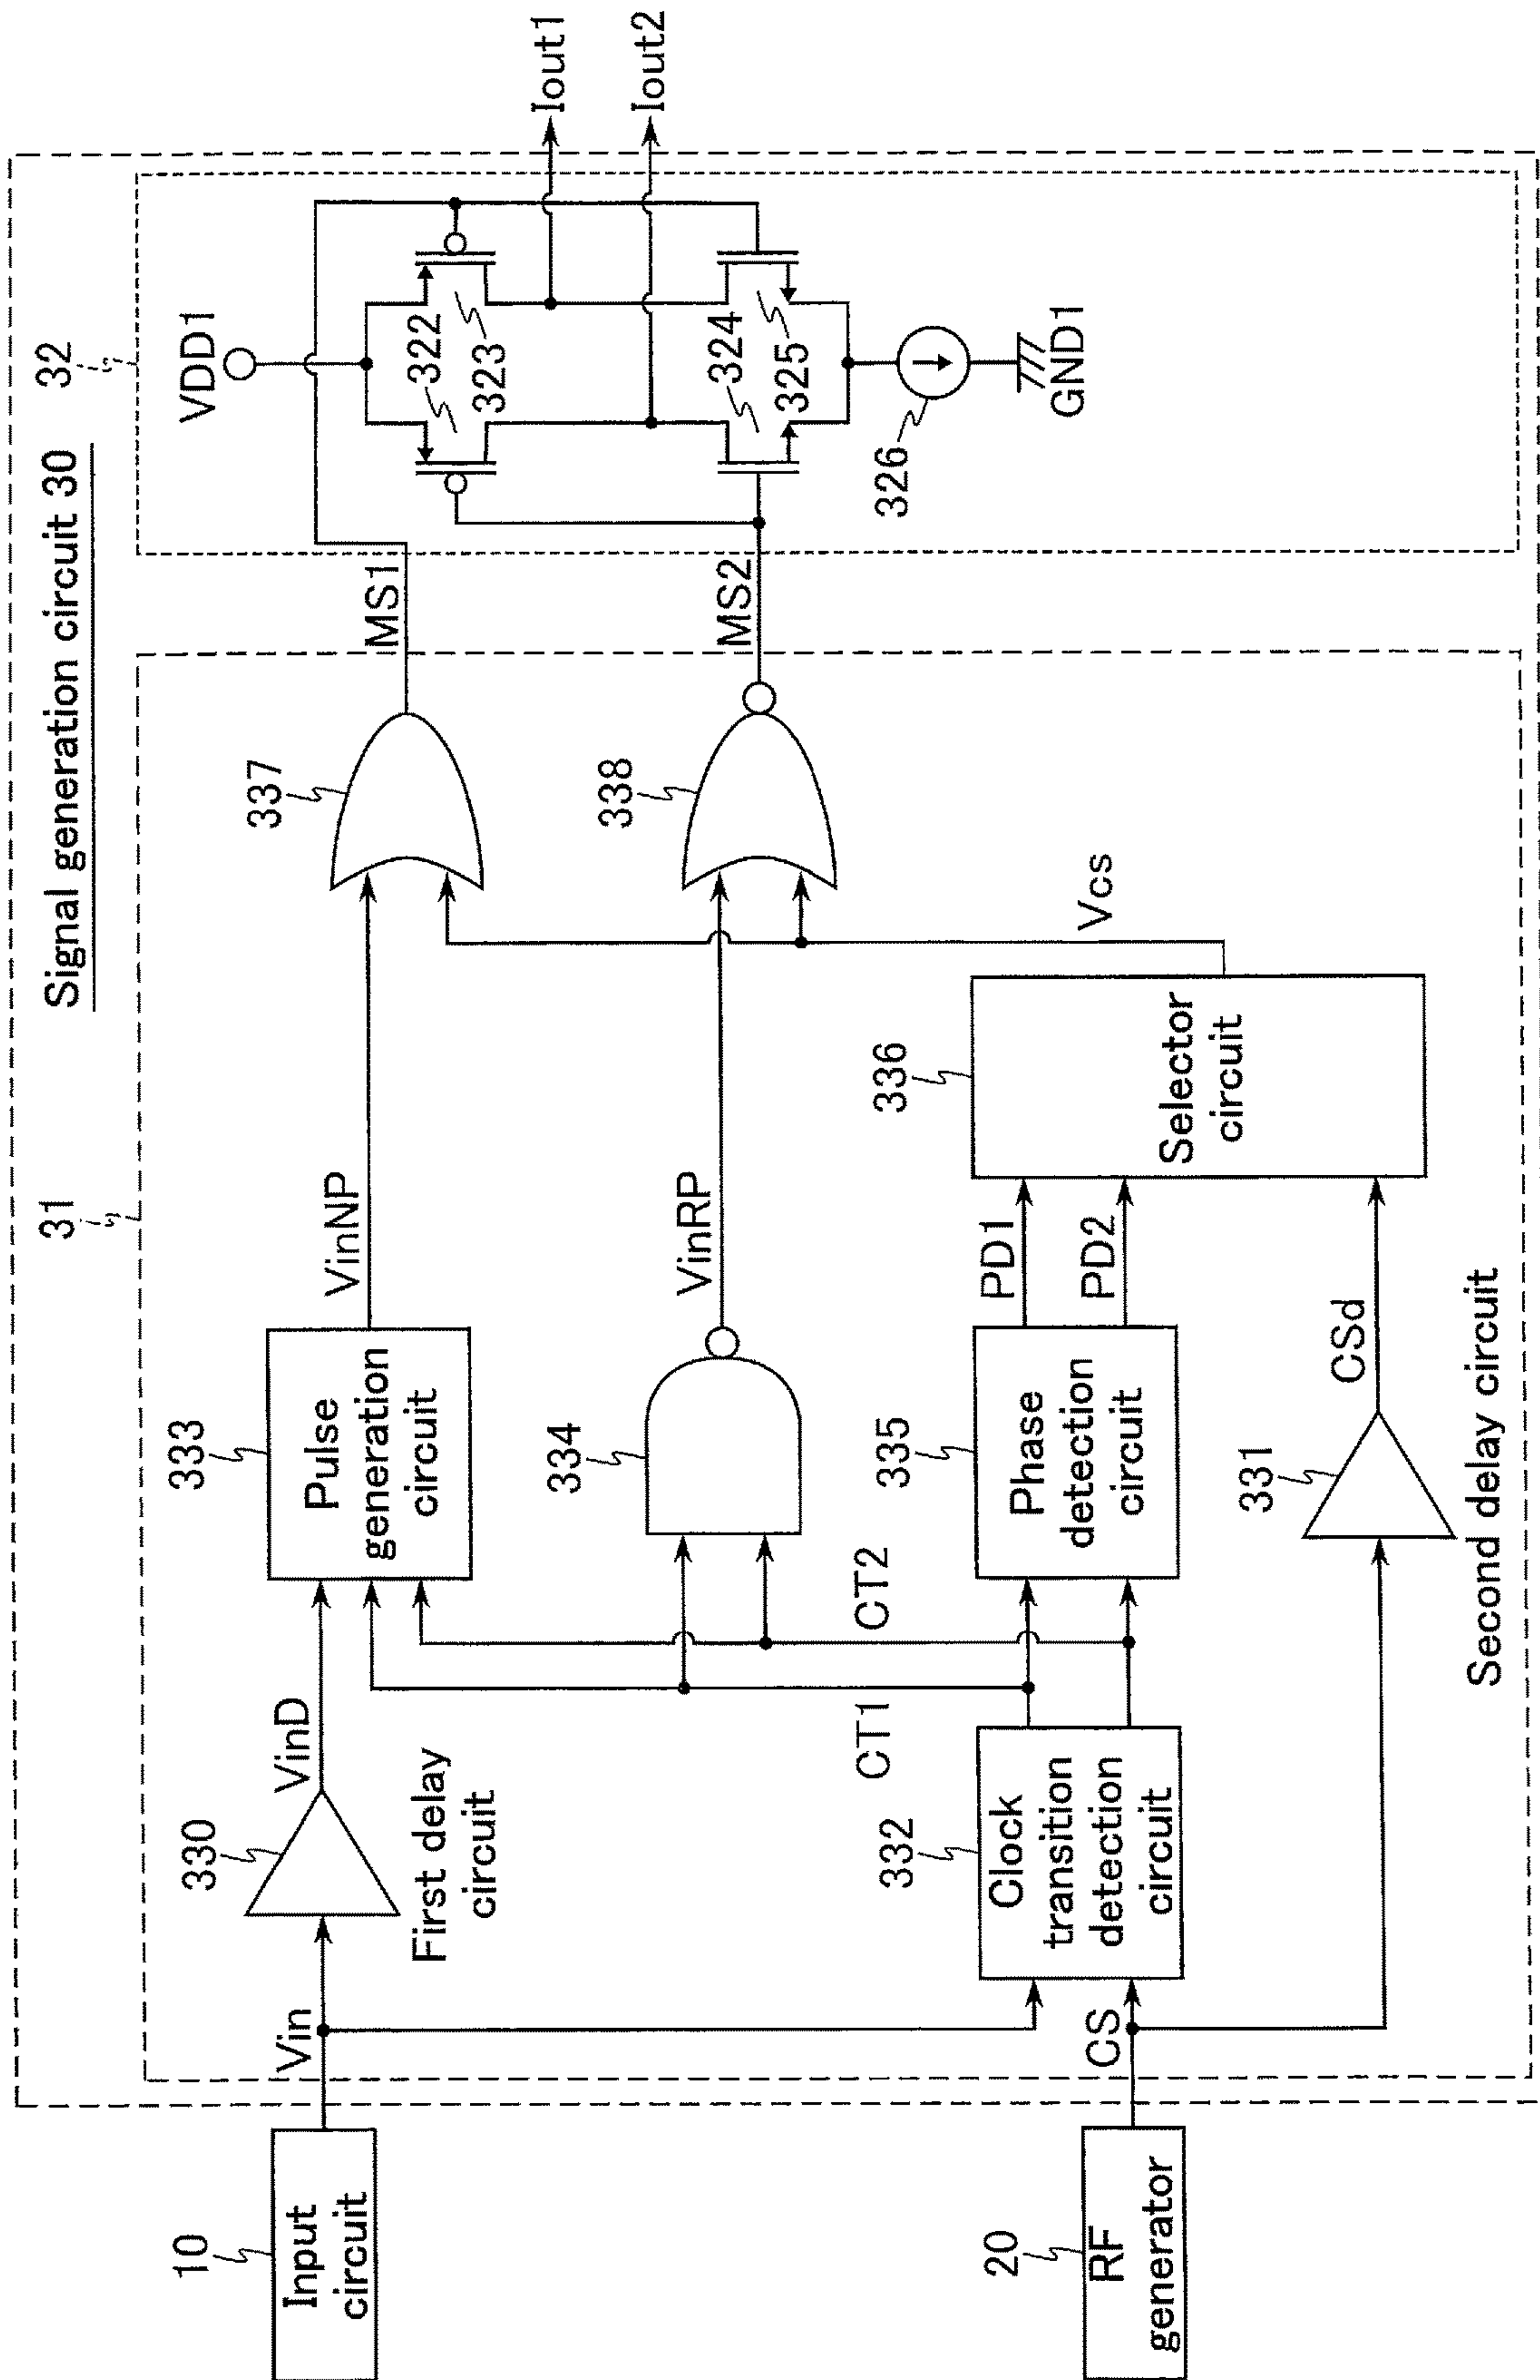 Signal generation circuit 30
31
32
10
Input
circuit
Vin
330
First delay
circuit
VinD
333
Pulse
generation
circuit
VinNP
337
MS1
VDD1
322
323
324
325
326
GND1
Iout1
Iout2
334
VinRP
338
MS2
CT1
CT2
20
RF
generator
CS
332
Clock
transition
detection
circuit
335
Phase
detection
circuit
PD1
PD2
336
Selector
circuit
Vcs
331
CSd
Second delay circuit